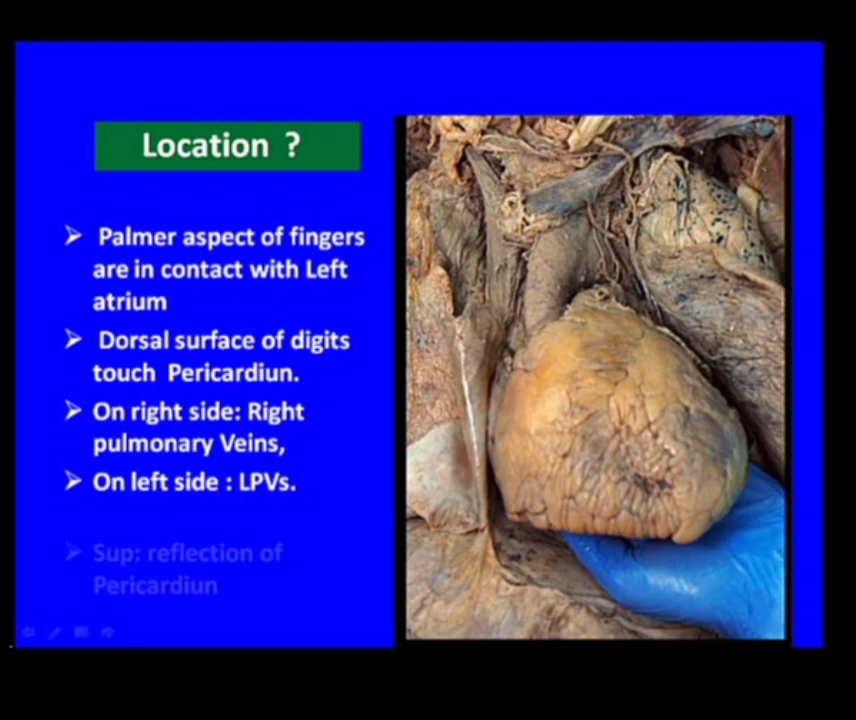 Location ?
➢ Palmer aspect of fingers
are in contact with Left
atrium
➢ Dorsal surface of digits
touch Pericardiun.
➢ On right side: Right
pulmonary Veins,
➢ On left side : LPVs.
➢ Sup: reflection of
Pericardiun